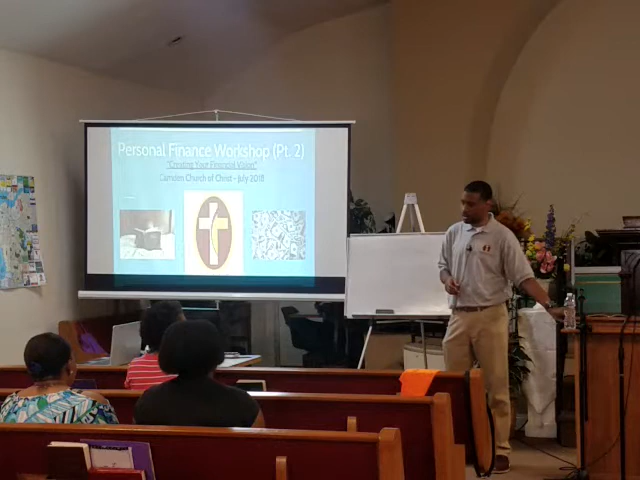 Personal Finance Workshop (Pt. 2)
"Creating Your Financial Vision"
Camden Church of Christ - July 2018